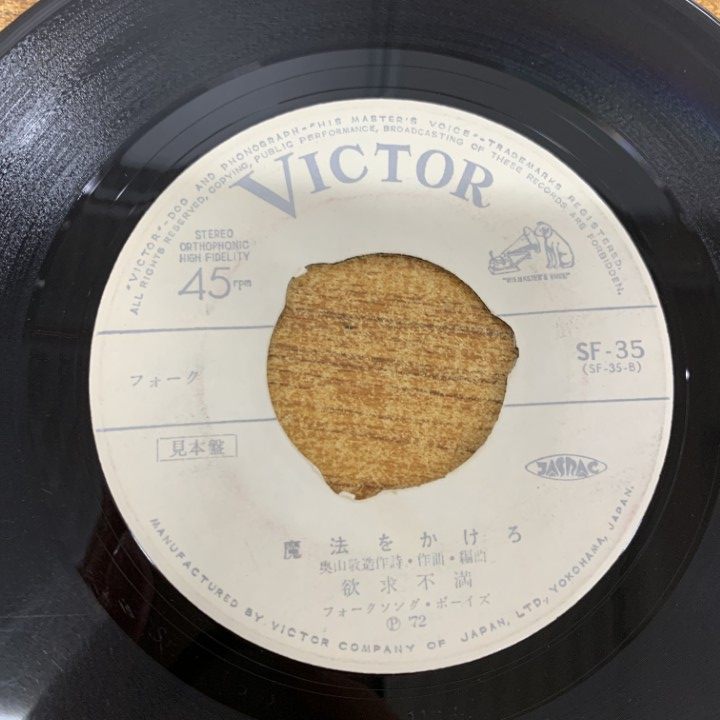 "VICTOR"-DOG AND PHONOGRAPH-"HIS MASTER'S VOICE"-TRADEMARKS REGISTERED.
ALL RIGHTS RESERVED, COPYING, PUBLIC PERFORMANCE, BROADCASTING OF THESE RECORDS ARE FORBIDDEN.
VICTOR
STEREO
ORTHOPHONIC
HIGH FIDELITY
45rpm
"HIS MASTER'S VOICE"
SF-35
(SF-35-B)
フォーク
見本盤
JASRAC
魔法をかけろ
奥山敬造作詩・作曲・編曲
欲求不満
フォークソング・ボーイズ
Ⓟ '72
MANUFACTURED BY VICTOR COMPANY OF JAPAN, LTD., YOKOHAMA, JAPAN.